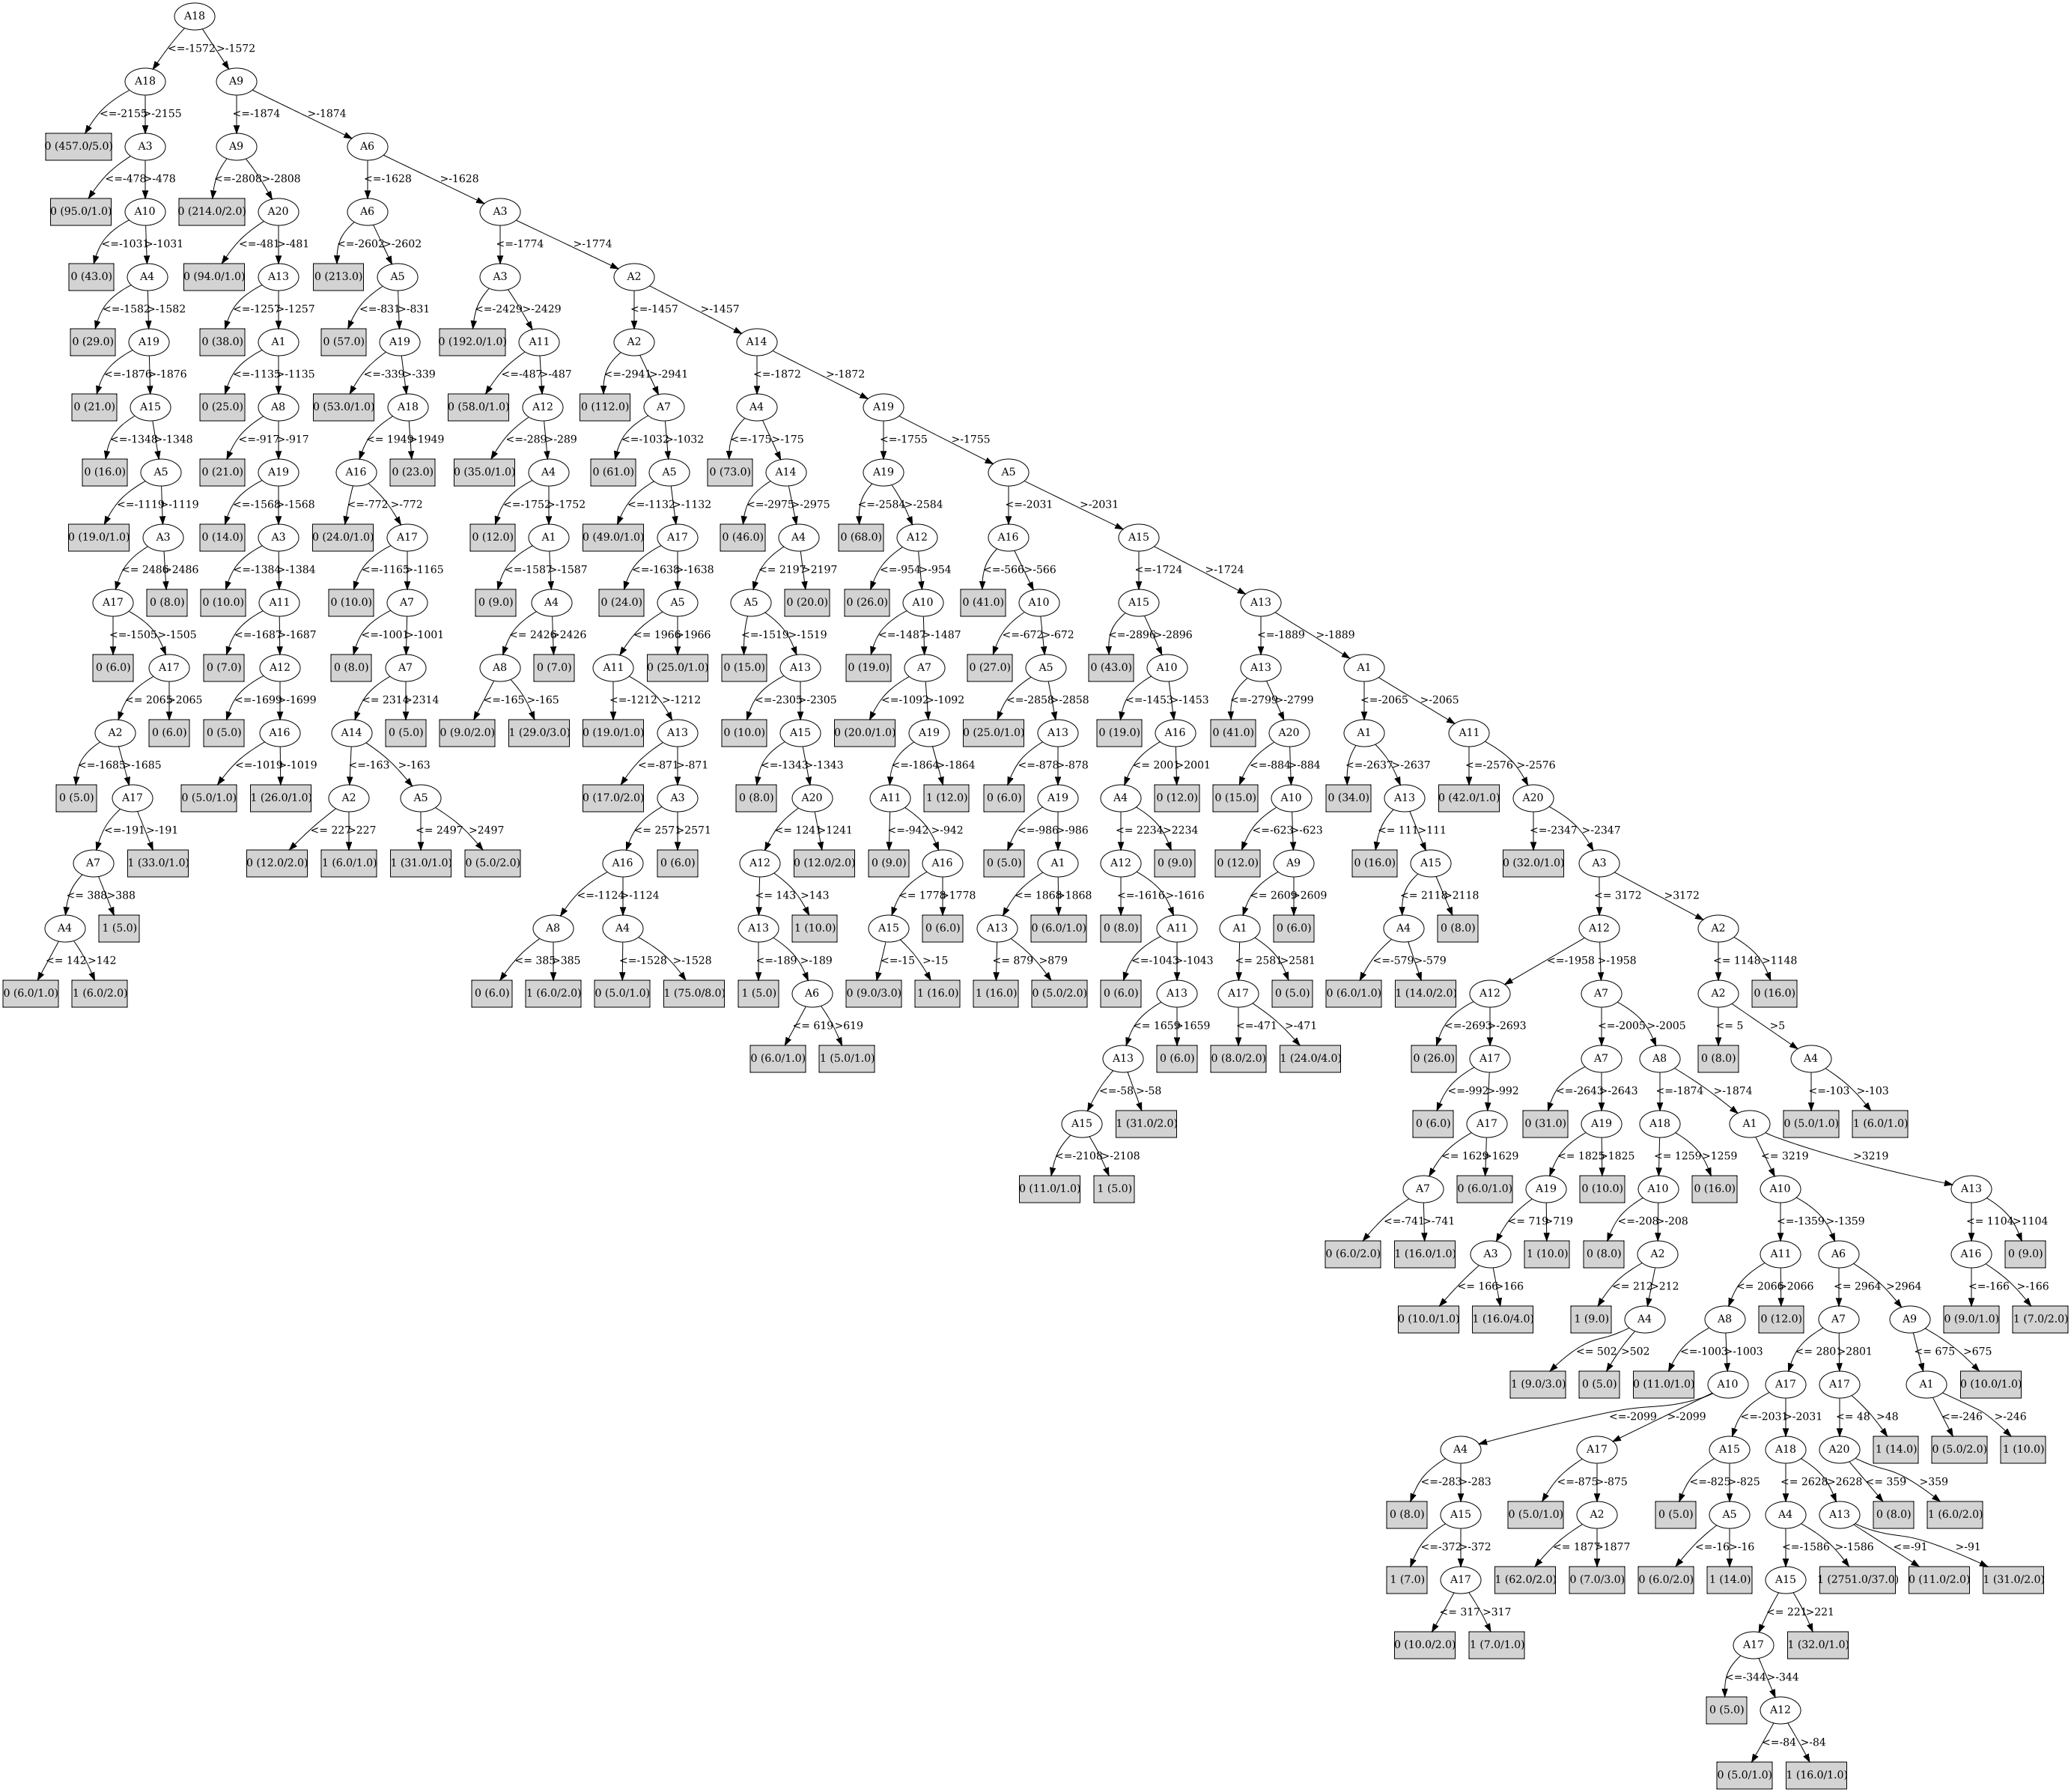 A18
<=-1572 >-1572
A18 A9
<=-2155 >-2155 <=-1874 >-1874
0 (457.0/5.0) A3 A9 A6
<=-478 >-478 <=-2808 >-2808 <=-1628 >-1628
0 (95.0/1.0) A10 0 (214.0/2.0) A20 A6 A3
<=-1031 >-1031 <=-481 >-481 <=-2602 >-2602 <=-1774 >-1774
0 (43.0) A4 0 (94.0/1.0) A13 0 (213.0) A5 A3 A2
<=-1582 >-1582 <=-1257 >-1257 <=-831 >-831 <=-2429 >-2429 <=-1457 >-1457
0 (29.0) A19 0 (38.0) A1 0 (57.0) A19 0 (192.0/1.0) A11 A2 A14
<=-1876 >-1876 <=-1135 >-1135 <=-339 >-339 <=-487 >-487 <=-2941 >-2941 <=-1872 >-1872
0 (21.0) A15 0 (25.0) A8 0 (53.0/1.0) A18 0 (58.0/1.0) A12 0 (112.0) A7 A4 A19
<=-1348 >-1348 <=-917 >-917 <= 1949 >1949 <=-289 >-289 <=-1032 >-1032 <=-175 >-175 <=-1755 >-1755
0 (16.0) A5 0 (21.0) A19 A16 0 (23.0) 0 (35.0/1.0) A4 0 (61.0) A5 0 (73.0) A14 A19 A5
<=-1119 >-1119 <=-1568 >-1568 <=-772 >-772 <=-1752 >-1752 <=-1132 >-1132 <=-2975 >-2975 <=-2584 >-2584 <=-2031 >-2031
0 (19.0/1.0) A3 0 (14.0) A3 0 (24.0/1.0) A17 0 (12.0) A1 0 (49.0/1.0) A17 0 (46.0) A4 0 (68.0) A12 A16 A15
<= 2486 >2486 <=-1384 >-1384 <=-1165 >-1165 <=-1587 >-1587 <=-1638 >-1638 <= 2197 >2197 <=-954 >-954 <=-566 >-566 <=-1724 >-1724
A17 0 (8.0) 0 (10.0) A11 0 (10.0) A7 0 (9.0) A4 0 (24.0) A5 A5 0 (20.0) 0 (26.0) A10 0 (41.0) A10 A15 A13
<=-1505 >-1505 <=-1687 >-1687 <=-1001 >-1001 <= 2426 >2426 <= 1966 >1966 <=-1519 >-1519 <=-1487 >-1487 <=-672 >-672 <=-2896 >-2896 <=-1889 >-1889
0 (6.0) A17 0 (7.0) A12 0 (8.0) A7 A8 0 (7.0) A11 0 (25.0/1.0) 0 (15.0) A13 0 (19.0) A7 0 (27.0) A5 0 (43.0) A10 A13 A1
<= 2065 >2065 <=-1699 >-1699 <= 2314 >2314 <=-165 >-165 <=-1212 >-1212 <=-2305 >-2305 <=-1092 >-1092 <=-2858 >-2858 <=-1453 >-1453 <=-2799 >-2799 <=-2065 >-2065
A2 0 (6.0) 0 (5.0) A16 A14 0 (5.0) 0 (9.0/2.0) 1 (29.0/3.0) 0 (19.0/1.0) A13 0 (10.0) A15 0 (20.0/1.0) A19 0 (25.0/1.0) A13 0 (19.0) A16 0 (41.0) A20 A1 A11
<=-1685 >-1685 <=-1019 >-1019 <=-163 >-163 <=-871 >-871 <=-1343 >-1343 <=-1864 >-1864 <=-878 >-878 <= 2001 >2001 <=-884 >-884 <=-2637 >-2637 <=-2576 >-2576
0 (5.0) A17 0 (5.0/1.0) 1 (26.0/1.0) A2 A5 0 (17.0/2.0) A3 0 (8.0) A20 A11 1 (12.0) 0 (6.0) A19 A4 0 (12.0) 0 (15.0) A10 0 (34.0) A13 0 (42.0/1.0) A20
<=-191 >-191 <= 227 >227 <= 2497 >2497 <= 2571 >2571 <= 1241 >1241 <=-942 >-942 <=-986 >-986 <= 2234 >2234 <=-623 >-623 <= 111 >111 <=-2347 >-2347
A7 1 (33.0/1.0) 0 (12.0/2.0) 1 (6.0/1.0) 1 (31.0/1.0) 0 (5.0/2.0) A16 0 (6.0) A12 0 (12.0/2.0) 0 (9.0) A16 0 (5.0) A1 A12 0 (9.0) 0 (12.0) A9 0 (16.0) A15 0 (32.0/1.0) A3
<= 388 >388 <=-1124 >-1124 <= 143 >143 <= 1778 >1778 <= 1868 >1868 <=-1616 >-1616 <= 2609 >2609 <= 2118 >2118 <= 3172 >3172
A4 1 (5.0) A8 A4 A13 1 (10.0) A15 0 (6.0) A13 0 (6.0/1.0) 0 (8.0) A11 A1 0 (6.0) A4 0 (8.0) A12 A2
<= 142 >142 <= 385 >385 <=-1528 >-1528 <=-189 >-189 <=-15 >-15 <= 879 >879 <=-1043 >-1043 <= 2581 >2581 <=-579 >-579 <=-1958 >-1958 <= 1148 >1148
0 (6.0/1.0) 1 (6.0/2.0) 0 (6.0) 1 (6.0/2.0) 0 (5.0/1.0) 1 (75.0/8.0) 1 (5.0) A6 0 (9.0/3.0) 1 (16.0) 1 (16.0) 0 (5.0/2.0) 0 (6.0) A13 A17 0 (5.0) 0 (6.0/1.0) 1 (14.0/2.0) A12 A7 A2 0 (16.0)
<= 619 >619 <= 1659 >1659 <=-471 >-471 <=-2693 >-2693 <=-2005 >-2005 <= 5 >5
0 (6.0/1.0) 1 (5.0/1.0) A13 0 (6.0) 0 (8.0/2.0) 1 (24.0/4.0) 0 (26.0) A17 A7 A8 0 (8.0) A4
<=-58 >-58 <=-992 >-992 <=-2643 >-2643 <=-1874 >-1874 <=-103 >-103
A15 1 (31.0/2.0) 0 (6.0) A17 0 (31.0) A19 A18 A1 0 (5.0/1.0) 1 (6.0/1.0)
<=-2108 >-2108 <= 1629 >1629 <= 1825 >1825 <= 1259 >1259 <= 3219 >3219
0 (11.0/1.0) 1 (5.0) A7 0 (6.0/1.0) A19 0 (10.0) A10 0 (16.0) A10 A13
<=-741 >-741 <= 719 >719 <=-208 >-208 <=-1359 >-1359 <= 1104 >1104
0 (6.0/2.0) 1 (16.0/1.0) A3 1 (10.0) 0 (8.0) A2 A11 A6 A16 0 (9.0)
<= 166 >166 <= 212 >212 <= 2066 >2066 <= 2964 >2964 <=-166 >-166
0 (10.0/1.0) 1 (16.0/4.0) 1 (9.0) A4 A8 0 (12.0) A7 A9 0 (9.0/1.0) 1 (7.0/2.0)
<= 502 >502 <=-1003 >-1003 <= 2801 >2801 <= 675 >675
1 (9.0/3.0) 0 (5.0) 0 (11.0/1.0) A10 A17 A17 A1 0 (10.0/1.0)
<=-2099 >-2099 <=-2031 >-2031 <= 48 >48 <=-246 >-246
A4 A17 A15 A18 A20 1 (14.0) 0 (5.0/2.0) 1 (10.0)
<=-283 >-283 <=-875 >-875 <=-825 >-825 <= 2628 >2628 <= 359 >359
0 (8.0) A15 0 (5.0/1.0) A2 0 (5.0) A5 A4 A13 0 (8.0) 1 (6.0/2.0)
<=-372 >-372 <= 1877 >1877 <=-16 >-16 <=-1586 >-1586 <=-91 >-91
1 (7.0) A17 1 (62.0/2.0) 0 (7.0/3.0) 0 (6.0/2.0) 1 (14.0) A15 1 (2751.0/37.0) 0 (11.0/2.0) 1 (31.0/2.0)
<= 317 >317 <= 221 >221
0 (10.0/2.0) 1 (7.0/1.0) A17 1 (32.0/1.0)
<=-344 >-344
0 (5.0) A12
<=-84 >-84
0 (5.0/1.0) 1 (16.0/1.0)